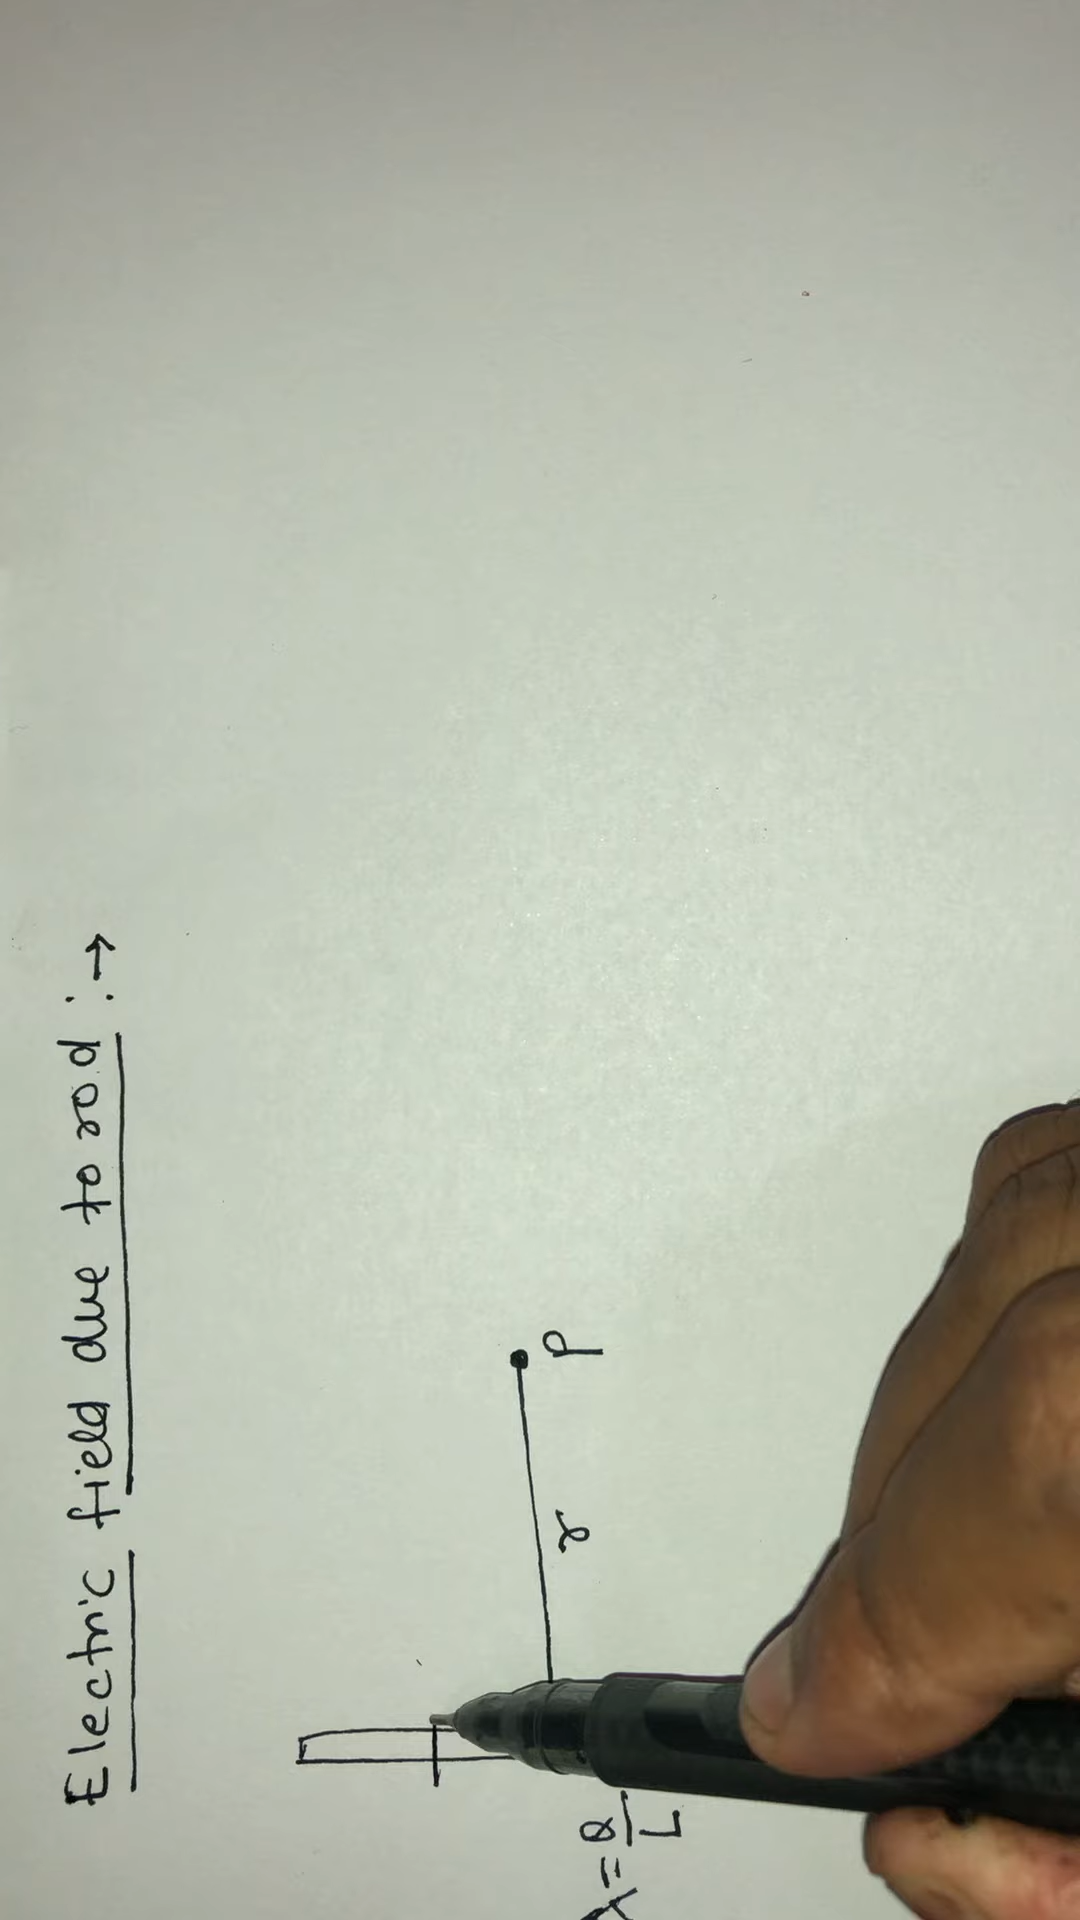 Electric field due to rod :→
r
P
λ = Q/L